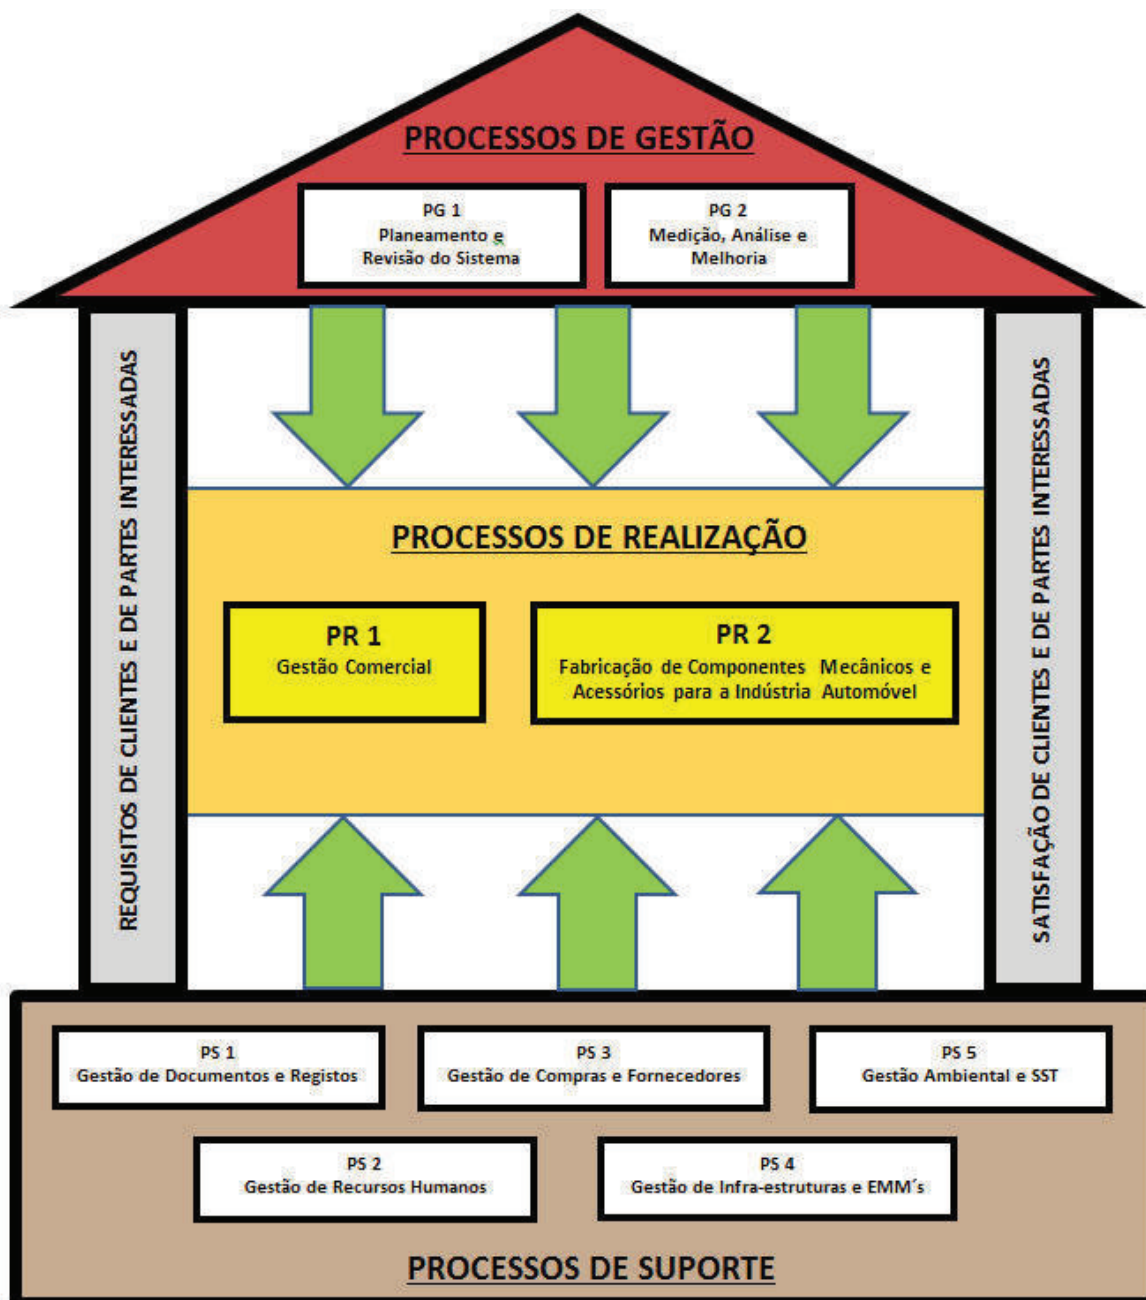 PROCESSOS DE GESTÃO
PG 1
Planeamento e
Revisão do Sistema
PG 2
Medição, Análise e
Melhoria
REQUISITOS DE CLIENTES E DE PARTES INTERESSADAS
PROCESSOS DE REALIZAÇÃO
PR 1
Gestão Comercial
PR 2
Fabricação de Componentes Mecânicos e
Acessórios para a Indústria Automóvel
SATISFAÇÃO DE CLIENTES E DE PARTES INTERESSADAS
PS 1
Gestão de Documentos e Registos
PS 3
Gestão de Compras e Fornecedores
PS 5
Gestão Ambiental e SST
PS 2
Gestão de Recursos Humanos
PS 4
Gestão de Infra-estruturas e EMM´s
PROCESSOS DE SUPORTE